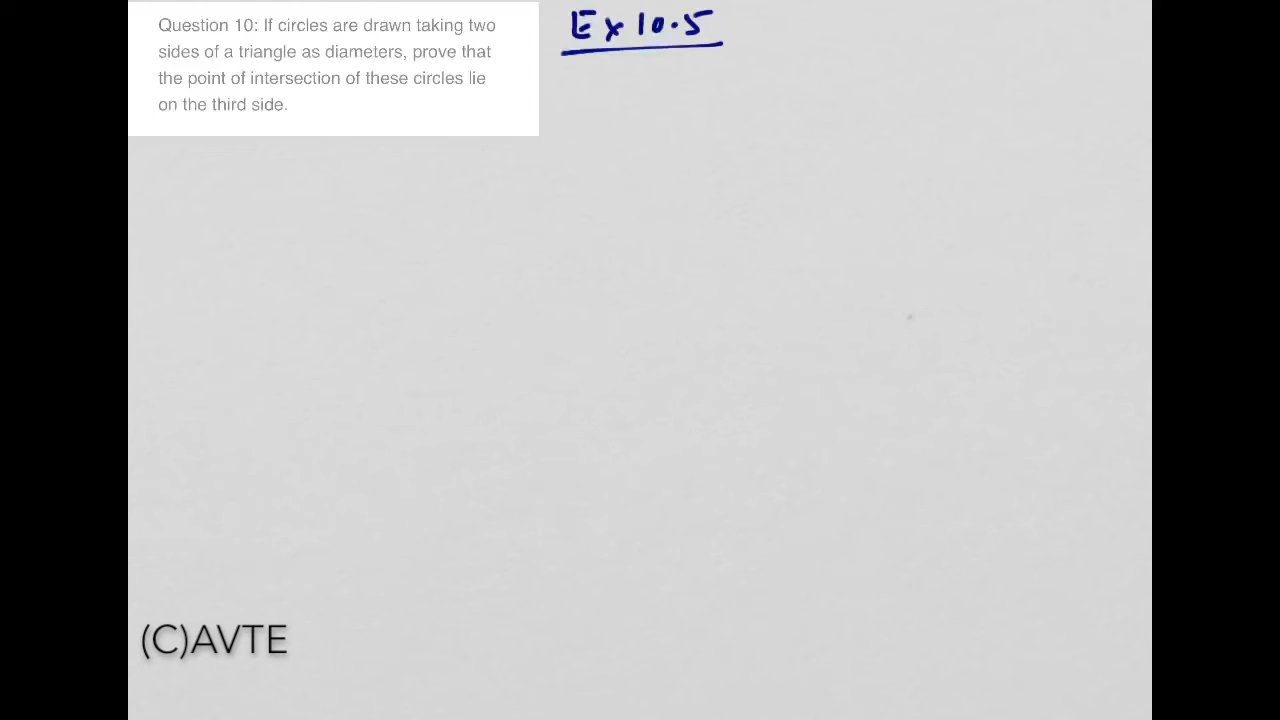 Question 10: If circles are drawn taking two
sides of a triangle as diameters, prove that
the point of intersection of these circles lie
on the third side.
Ex 10.5
(C)AVTE